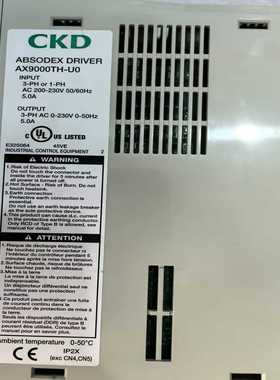 CKD
ABSODEX DRIVER
AX9000TH-U0
INPUT
3-PH or 1-PH
AC 200-230V 50/60Hz
5.0A
OUTPUT
3-PH AC 0-230V 0-50Hz
5.0A
c UL US LISTED
E325064 45VE
INDUSTRIAL CONTROL EQUIPMENT 2
WARNING
1.Risk of Electric Shock
Do not touch the connector and
inside the driver for 5 minutes after
all power is turned off.
2.Hot Surface - Risk of Burn. Do not
touch heatsink.
3.Earth connection
Protective earth connection is
essential.
Do not use an earth leakage breaker
as the sole protective device.
4.This product can cause d.c. current
in the protective earthing conductor.
Only RCD of Type B is allowed.
See user's manual.
ATTENTION
1.Risque de décharge électrique
Ne touchez pas le connecteur ni
l'intérieur du contrôleur pendant
5 minutes après mise hors tension.
2.Surface chaude, risque de brûlures
Ne touchez pas le dissipateur.
3.Mise à la terre
La mise à la terre de protection est
indispensable.
Un disjoncteur différentiel seul ne
constitue pas une protection
suffisante.
4.Ce produit peut entraîner une fuite
de courant continu dans le
conducteur de protection de mise à
la terre.
Seuls les dispositifs différentiels à
courant résiduel (DDR) de type B
peuvent être utilisés. Consultez le
manuel pour en savoir plus.
mbient temperature 0-50°C
CE IP2X
(exc CN4,CN5)